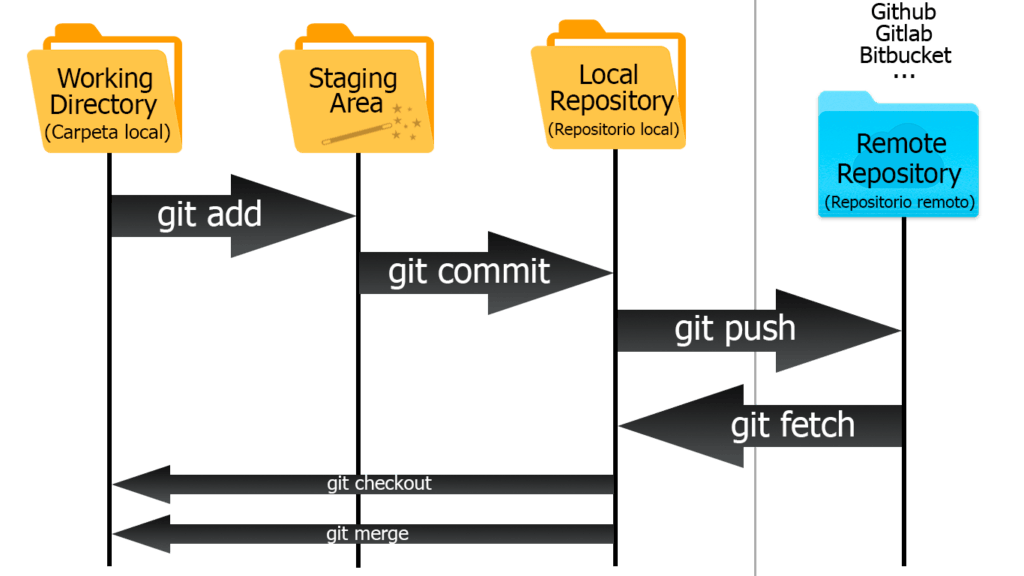 Working
Directory
(Carpeta local)
Staging
Area
Local
Repository
(Repositorio local)
Github
Gitlab
Bitbucket
...
Remote
Repository
(Repositorio remoto)
git add
git commit
git push
git fetch
git checkout
git merge